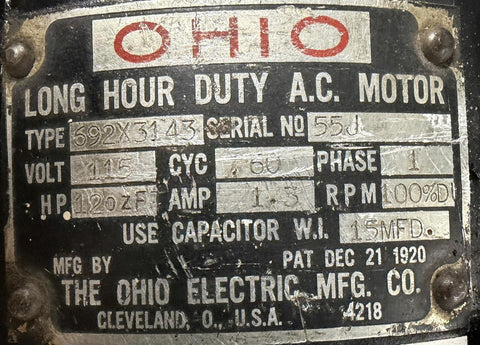 OHIO
LONG HOUR DUTY A.C. MOTOR
TYPE 692X3143 SERIAL NO 55J
VOLT 115 CYC 60 PHASE 1
HP 12OZFT AMP 1.3 RPM 100%DU
USE CAPACITOR W.I. 15MFD.
MFG BY PAT DEC 21 1920
THE OHIO ELECTRIC MFG. CO.
CLEVELAND, O., U.S.A. 4218